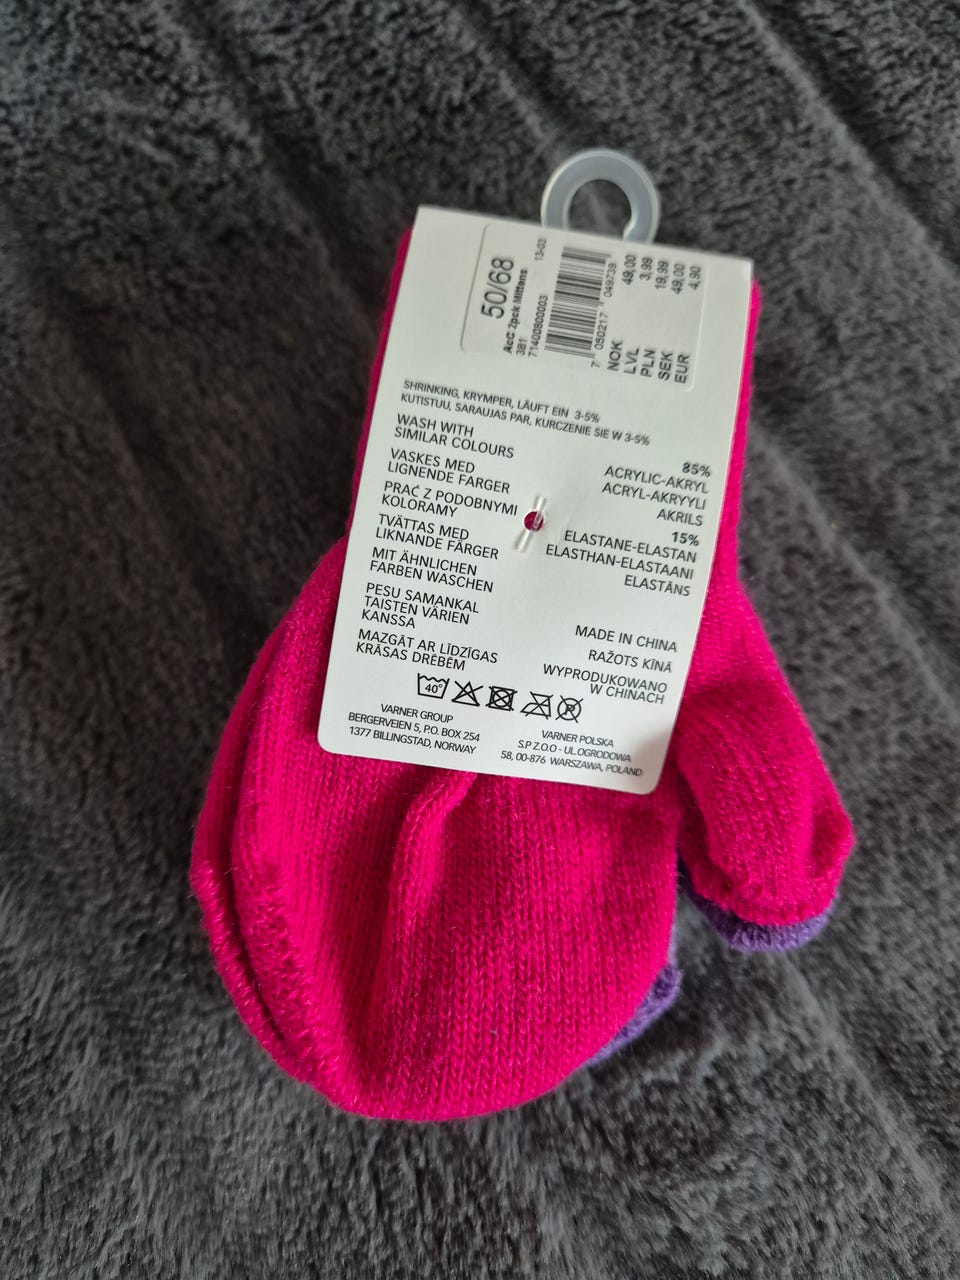 50/68
AcC 2pck Mittens
381
71400800003
13-03
7 050217 049739
NOK 49,00
LVL 3,99
PLN 19,99
SEK 49,00
EUR 4,90
SHRINKING, KRYMPER, LÄUFT EIN 3-5%
KUTISTUU, SARAUJAS PAR, KURCZENIE SIE W 3-5%
WASH WITH
SIMILAR COLOURS
VASKES MED
LIGNENDE FARGER
PRAĆ Z PODOBNYMI
KOLORAMY
TVÄTTAS MED
LIKNANDE FÄRGER
MIT ÄHNLICHEN
FARBEN WASCHEN
PESU SAMANKAL
TAISTEN VÄRIEN
KANSSA
MAZGĀT AR LĪDZĪGAS
KRĀSAS DRĒBĒM
85%
ACRYLIC-AKRYL
ACRYL-AKRYYLI
AKRILS
15%
ELASTANE-ELASTAN
ELASTHAN-ELASTAANI
ELASTĀNS
MADE IN CHINA
RAŽOTS ĶĪNĀ
WYPRODUKOWANO
W CHINACH
40°
VARNER GROUP
BERGERVEIEN 5, P.O. BOX 254
1377 BILLINGSTAD, NORWAY
VARNER POLSKA
S.P Z.O.O - UL.OGRODOWA
58, 00-876 WARSZAWA, POLAND